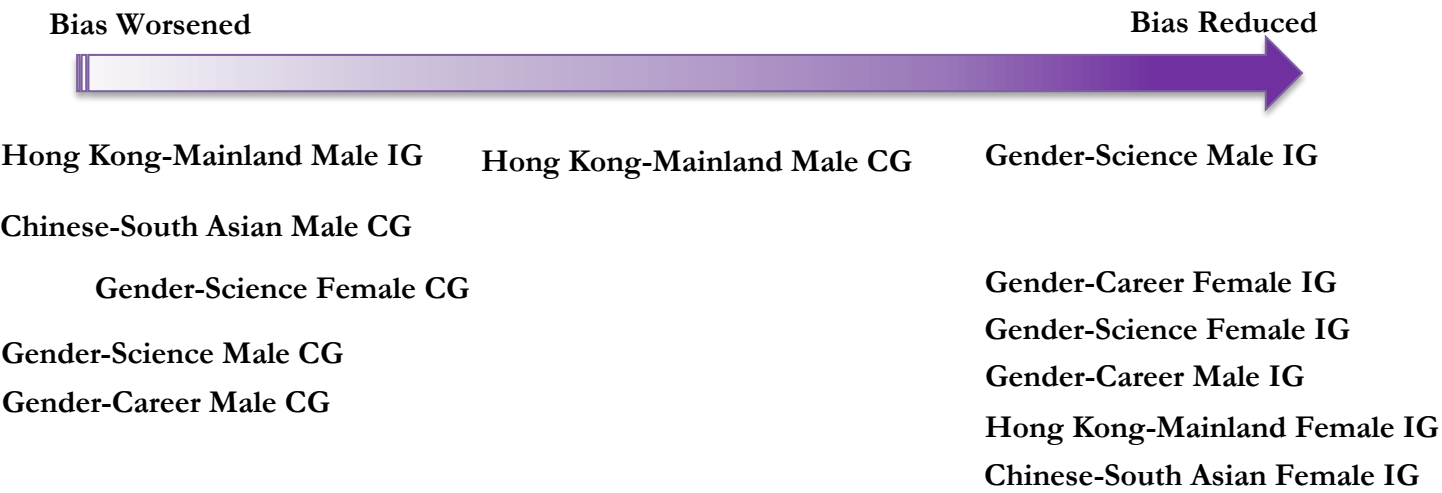 Bias Worsened
Bias Reduced
Hong Kong-Mainland Male IG
Hong Kong-Mainland Male CG
Gender-Science Male IG
Chinese-South Asian Male CG
Gender-Science Female CG
Gender-Career Female IG
Gender-Science Female IG
Gender-Science Male CG
Gender-Career Male IG
Gender-Career Male CG
Hong Kong-Mainland Female IG
Chinese-South Asian Female IG